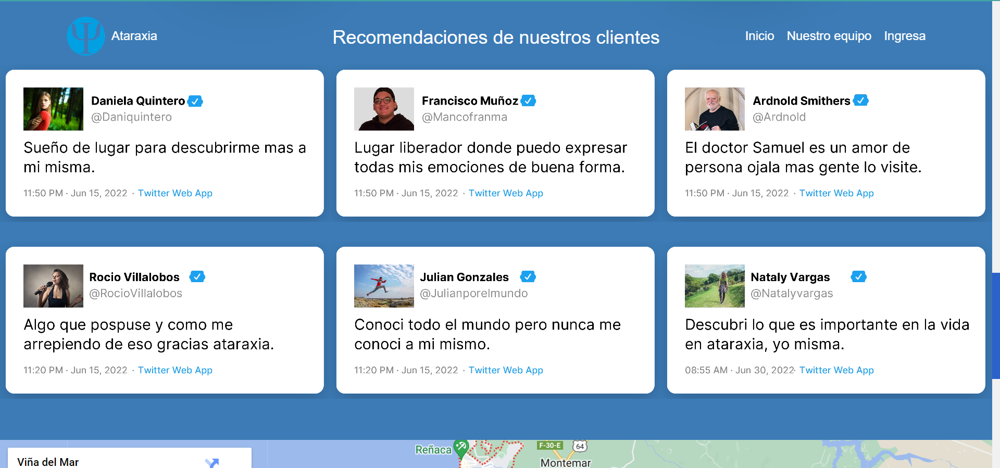 Ataraxia
Recomendaciones de nuestros clientes
Inicio Nuestro equipo Ingresa
Daniela Quintero
@Daniquintero
Sueño de lugar para descubrirme mas a
mi misma.
11:50 PM · Jun 15, 2022 · Twitter Web App
Francisco Muñoz
@Mancofranma
Lugar liberador donde puedo expresar
todas mis emociones de buena forma.
11:50 PM · Jun 15, 2022 · Twitter Web App
Ardnold Smithers
@Ardnold
El doctor Samuel es un amor de
persona ojala mas gente lo visite.
11:50 PM · Jun 15, 2022 · Twitter Web App
Rocio Villalobos
@RocioVillalobos
Algo que pospuse y como me
arrepiendo de eso gracias ataraxia.
11:20 PM · Jun 15, 2022 · Twitter Web App
Julian Gonzales
@Julianporelmundo
Conoci todo el mundo pero nunca me
conoci a mi mismo.
11:20 PM · Jun 15, 2022 · Twitter Web App
Nataly Vargas
@Natalyvargas
Descubri lo que es importante en la vida
en ataraxia, yo misma.
08:55 AM · Jun 30, 2022· Twitter Web App
Viña del Mar
Reñaca
F-30-E
64
Montemar